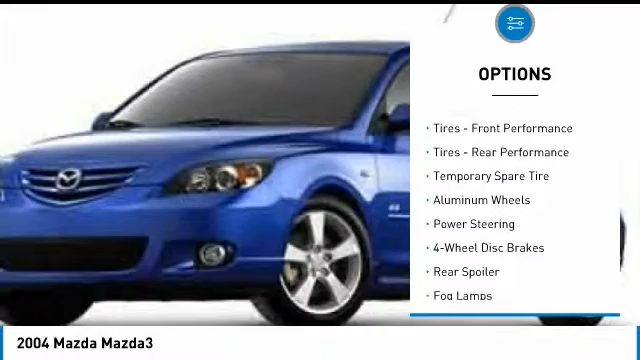 OPTIONS
Tires - Front Performance
Tires - Rear Performance
Temporary Spare Tire
Aluminum Wheels
Power Steering
4-Wheel Disc Brakes
Rear Spoiler
Fog Lamps
2004 Mazda Mazda3